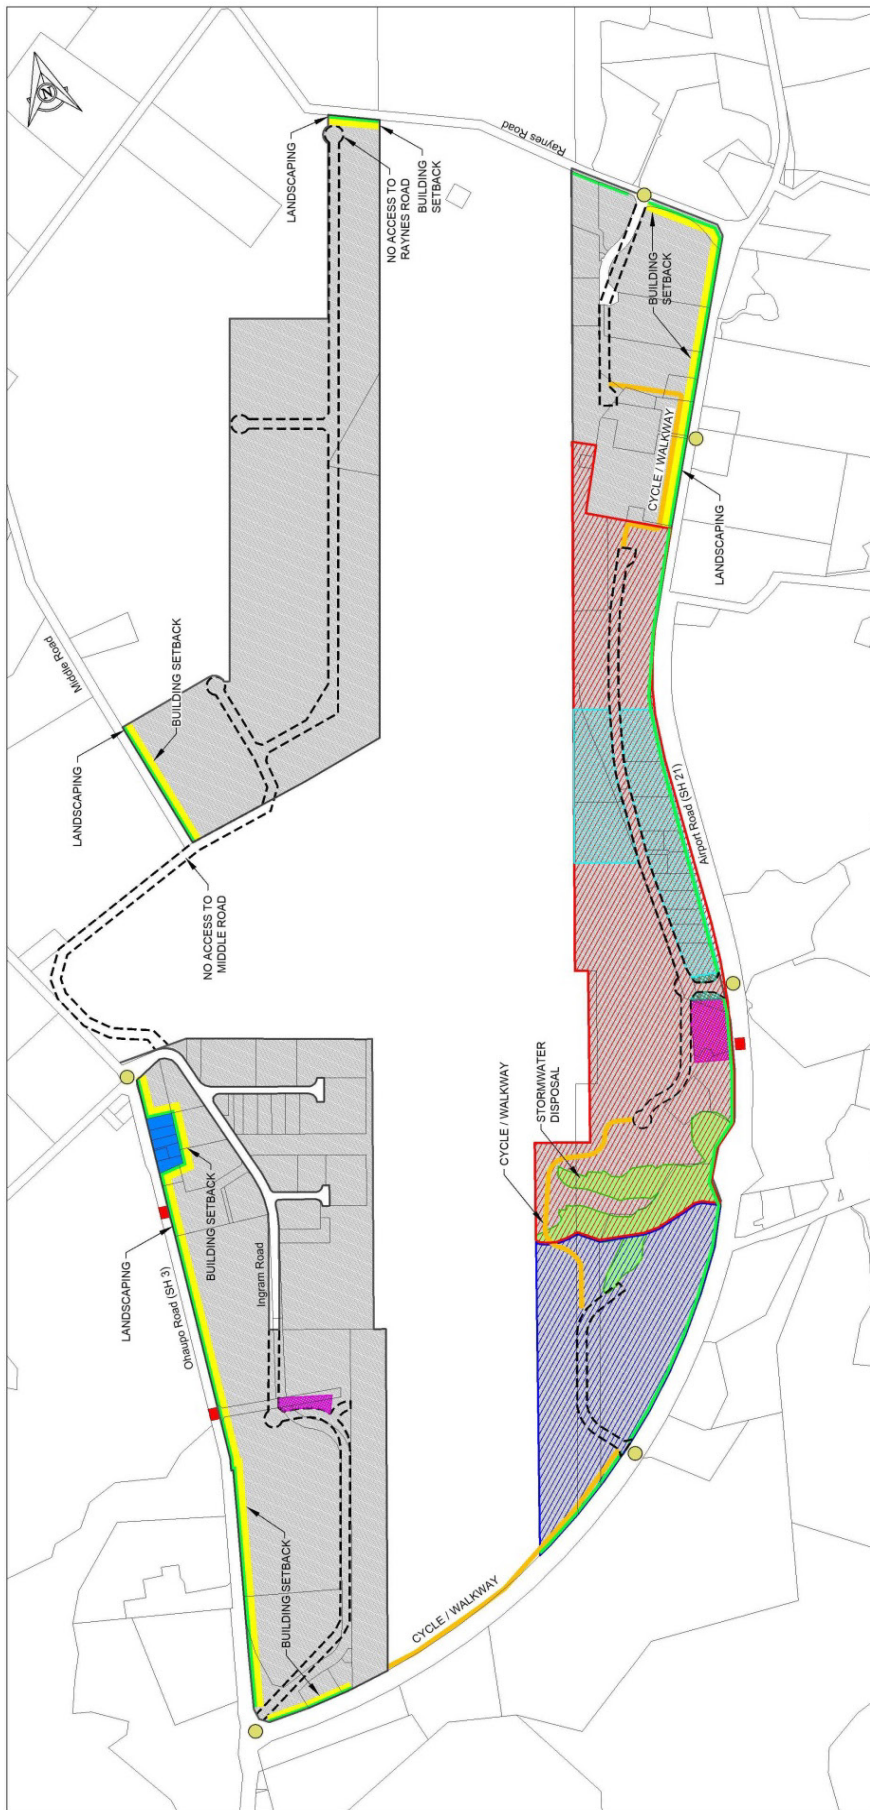 N
Raynes Road
LANDSCAPING
NO ACCESS TO
RAYNES ROAD
BUILDING
SETBACK
BUILDING
SETBACK
CYCLE / WALKWAY
LANDSCAPING
Middle Road
BUILDING SETBACK
LANDSCAPING
NO ACCESS TO
MIDDLE ROAD
Airport Road (SH 21)
CYCLE / WALKWAY
STORMWATER
DISPOSAL
LANDSCAPING
BUILDING SETBACK
Ohaupo Road (SH 3)
Ingram Road
BUILDING SETBACK
CYCLE / WALKWAY